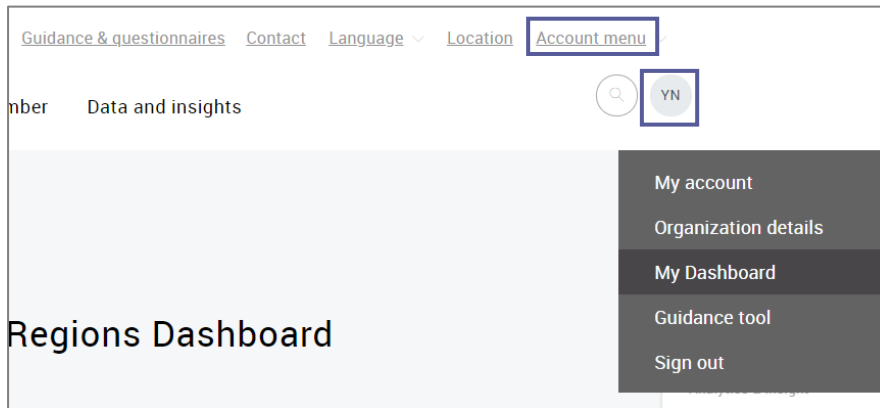 Guidance & questionnaires Contact Language Location Account menu
mber Data and insights YN
My account
Organization details
My Dashboard
Guidance tool
Regions Dashboard
Sign out